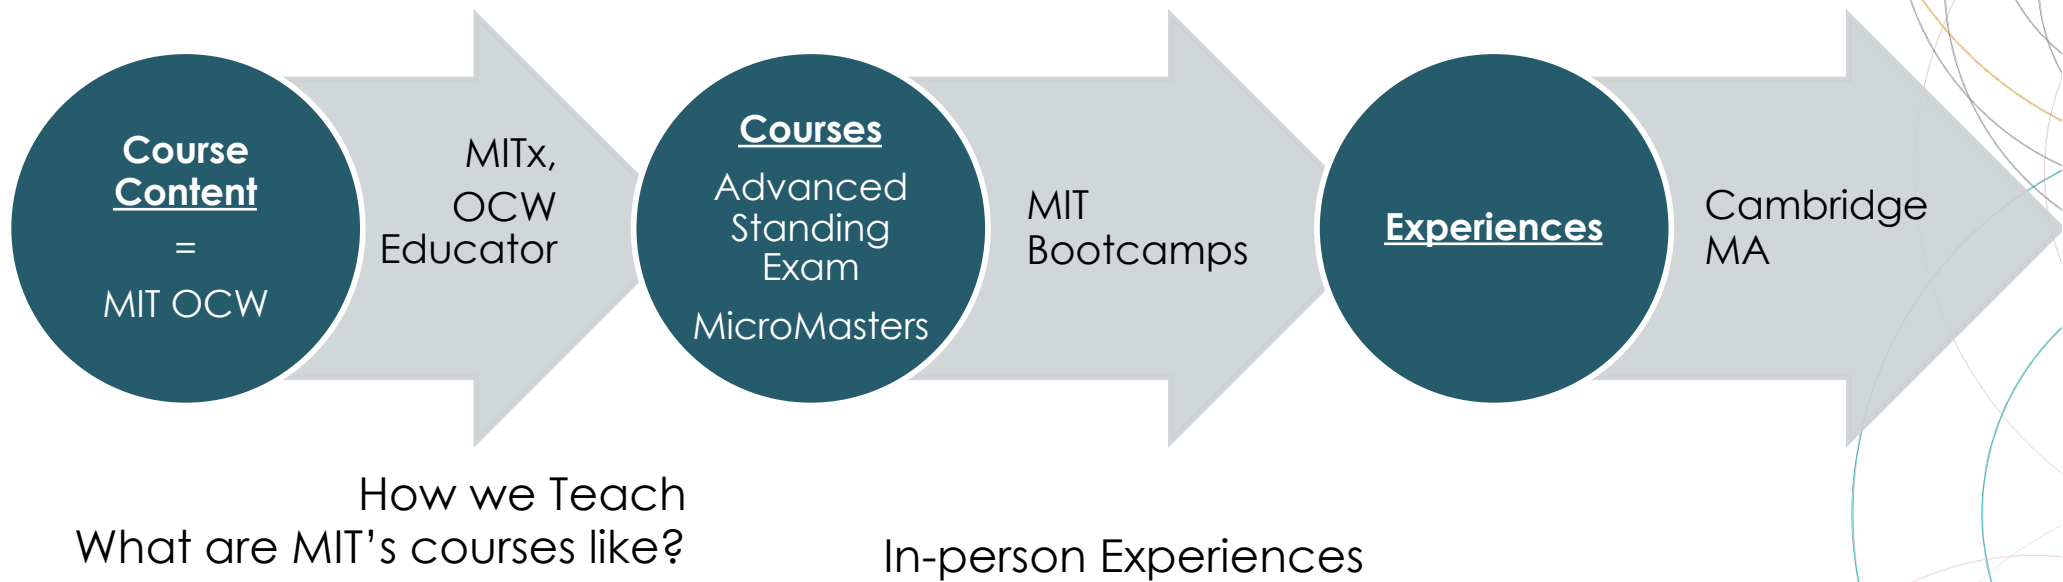 Course
Content
=
MIT OCW
MITx,
OCW
Educator
Courses
Advanced
Standing
Exam
MicroMasters
MIT
Bootcamps
Experiences
Cambridge
MA
How we Teach
What are MIT’s courses like?
In-person Experiences